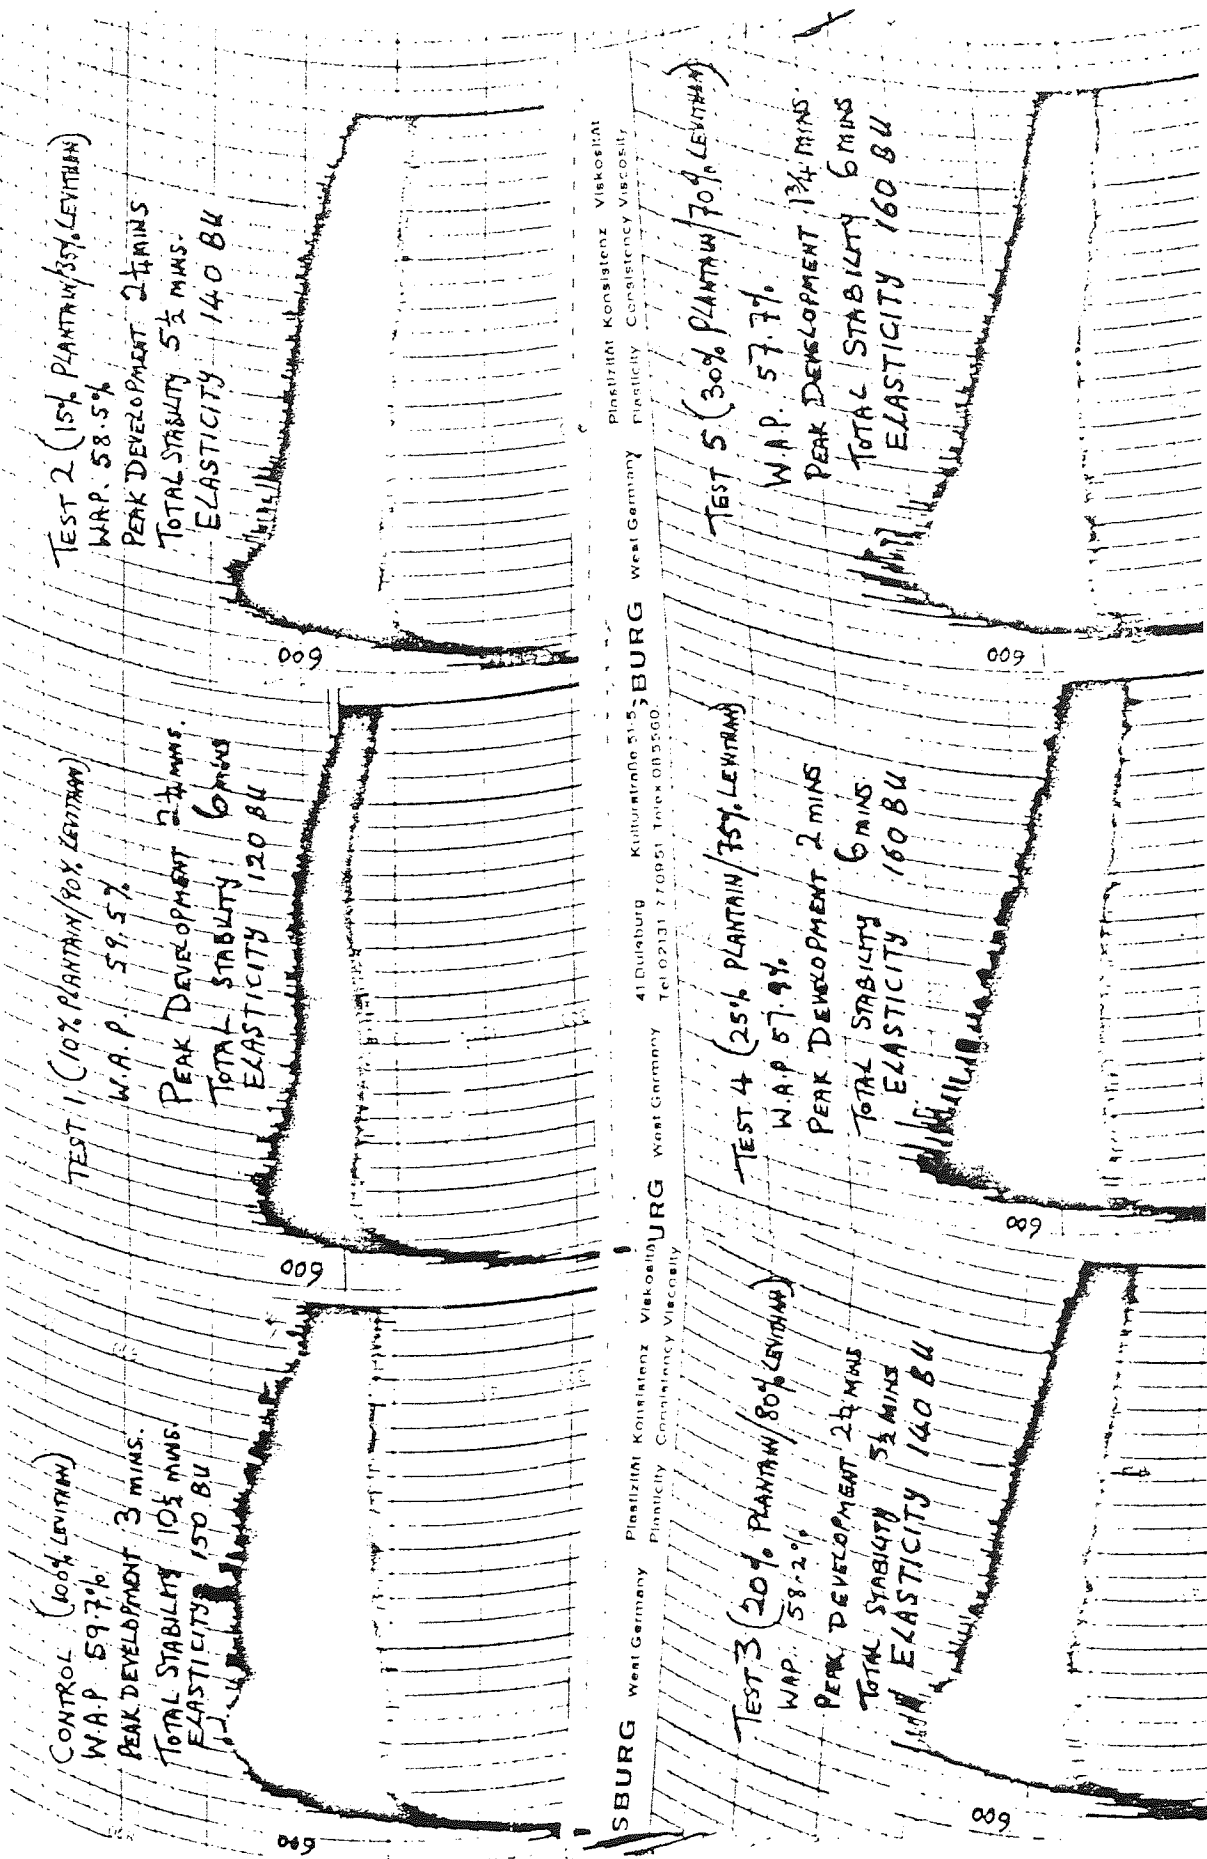 CONTROL (100% LEVITHAN)
W.A.P 59.7%
PEAK DEVELOPMENT 3 MINS.
TOTAL STABILITY 10½ MINS.
ELASTICITY 150 BU
600
TEST 1 (10% PLANTAIN/90% LEVITHAN)
W.A.P. 59.5%
PEAK DEVELOPMENT 2¼ MINS.
TOTAL STABILITY 6 MINS
ELASTICITY 120 BU
600
TEST 2 (15% PLANTAIN/85% LEVITHAN)
W.A.P. 58.5%
PEAK DEVELOPMENT 2¼ MINS
TOTAL STABILITY 5½ MINS.
ELASTICITY 140 BU
600
SBURG West Germany Plastizität Konsistenz Viskosität
Plasticity Consistency Viscosity
URG West Germany 41 Duisburg Kulturstraße
Tel 02131 770951 Telex 085560
BURG West Germany Plastizität Konsistenz Viskosität
Plasticity Consistency Viscosity
TEST 3 (20% PLANTAIN/80% LEVITHAN)
WAP. 58.2%
PEAK DEVELOPMENT MINS
TOTAL STABILITY 5½ MINS
ELASTICITY 140 BU
600
TEST 4 (25% PLANTAIN/75% LEVITHAN)
W.A.P 57.9%
PEAK DEVELOPMENT 2 MINS
TOTAL STABILITY 6 MINS
ELASTICITY 160 BU
600
TEST 5 (30% PLANTAIN/70% LEVITHAN)
W.A.P. 57.7%
PEAK DEVELOPMENT 1¾ MINS.
TOTAL STABILITY 6 MINS
ELASTICITY 160 BU
600